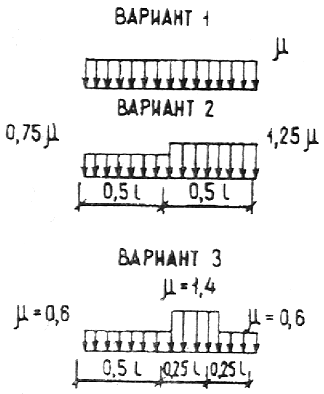 ВАРИАНТ 1
μ
ВАРИАНТ 2
0,75 μ
1,25 μ
0,5 l 0,5 l
ВАРИАНТ 3
μ=1,4
μ=0,6 μ=0,6
0,5 l 0,25 l 0,25 l